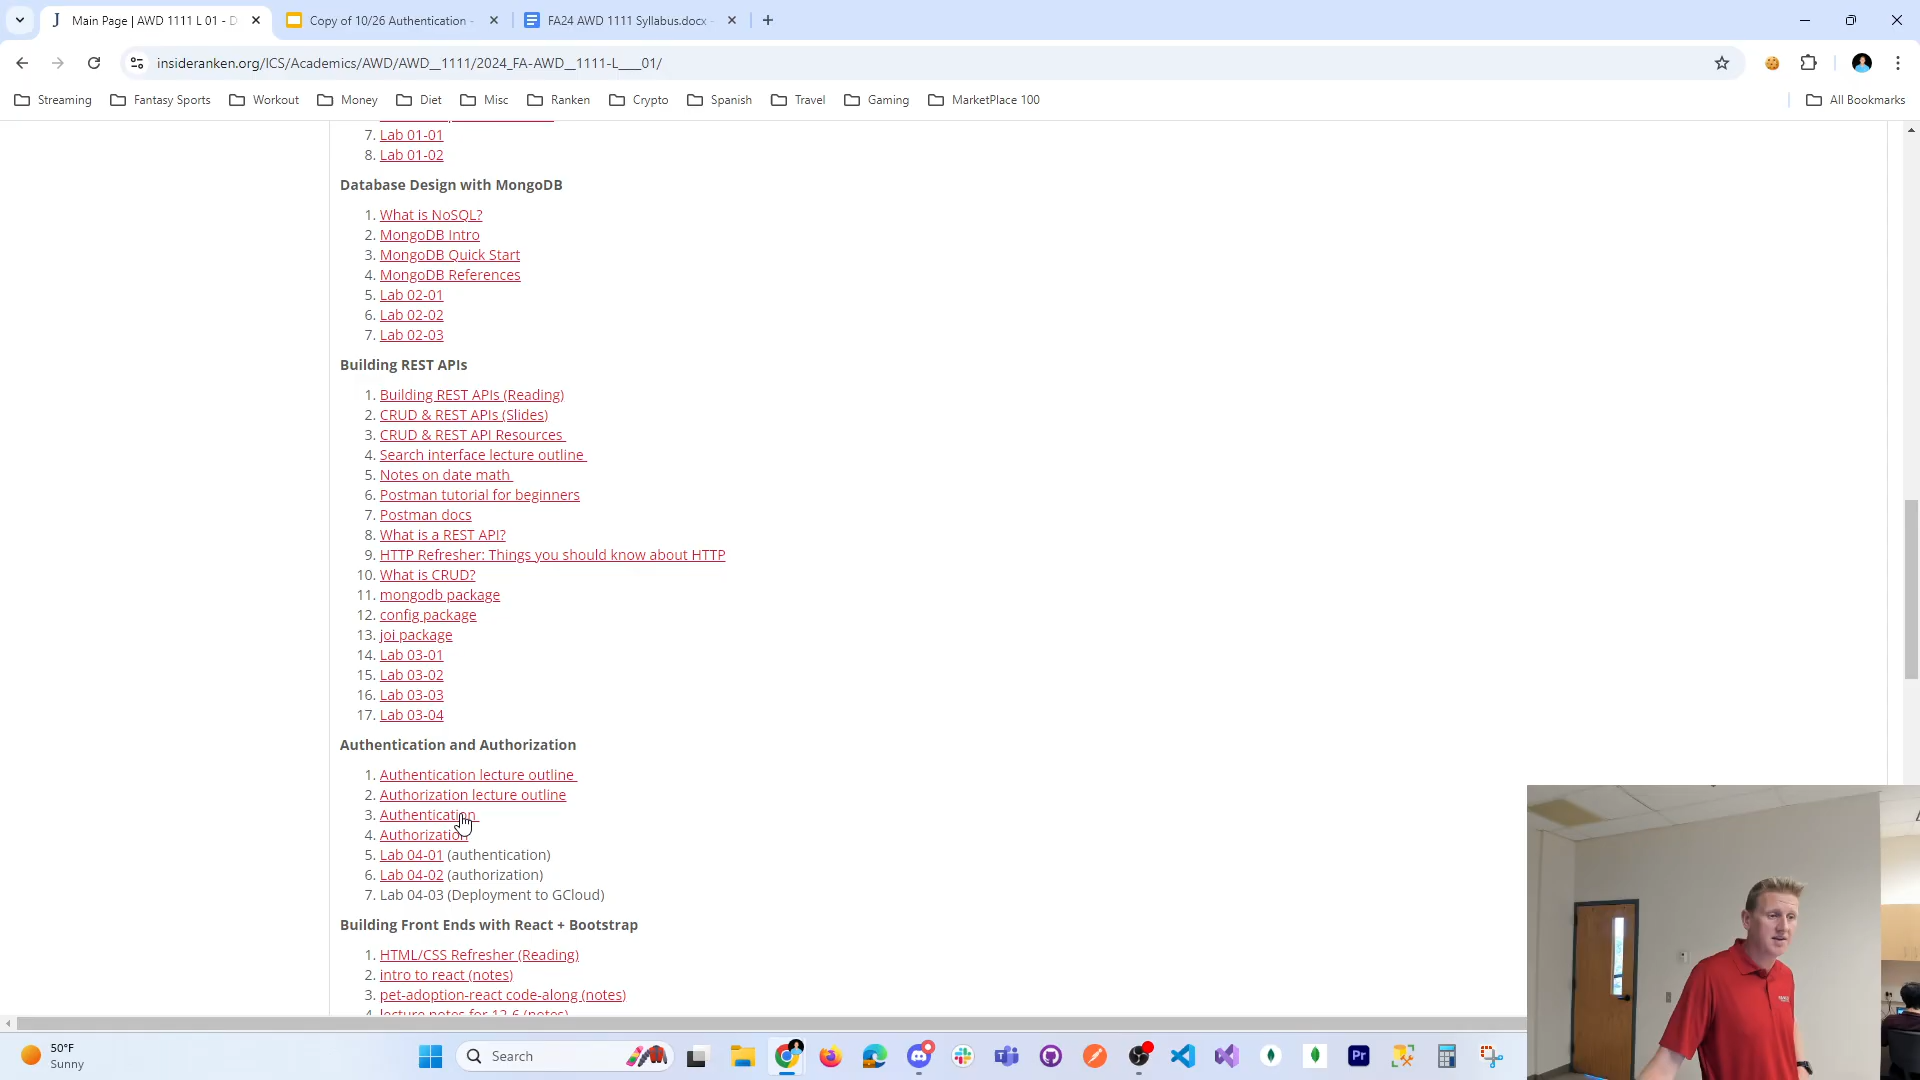 Main Page | AWD 1111 L 01 - D
Copy of 10/26 Authentication -
FA24 AWD 1111 Syllabus.docx -
insideranken.org/ICS/Academics/AWD/AWD__1111/2024_FA-AWD__1111-L___01/
Streaming
Fantasy Sports
Workout
Money
Diet
Misc
Ranken
Crypto
Spanish
Travel
Gaming
MarketPlace 100
All Bookmarks
7. Lab 01-01
8. Lab 01-02
Database Design with MongoDB
1. What is NoSQL?
2. MongoDB Intro
3. MongoDB Quick Start
4. MongoDB References
5. Lab 02-01
6. Lab 02-02
7. Lab 02-03
Building REST APIs
1. Building REST APIs (Reading)
2. CRUD & REST APIs (Slides)
3. CRUD & REST API Resources
4. Search interface lecture outline
5. Notes on date math
6. Postman tutorial for beginners
7. Postman docs
8. What is a REST API?
9. HTTP Refresher: Things you should know about HTTP
10. What is CRUD?
11. mongodb package
12. config package
13. joi package
14. Lab 03-01
15. Lab 03-02
16. Lab 03-03
17. Lab 03-04
Authentication and Authorization
1. Authentication lecture outline
2. Authorization lecture outline
3. Authentication
4. Authorization
5. Lab 04-01 (authentication)
6. Lab 04-02 (authorization)
7. Lab 04-03 (Deployment to GCloud)
Building Front Ends with React + Bootstrap
1. HTML/CSS Refresher (Reading)
2. intro to react (notes)
3. pet-adoption-react code-along (notes)
4. lecture notes for 12-6 (notes)
50°F
Sunny
Search
Pr